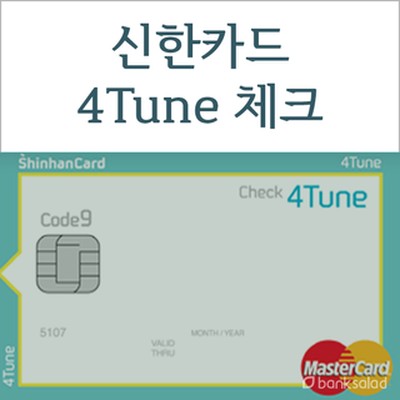 신한카드
4Tune 체크
ShinhanCard
4Tune
Check 4Tune
Code9
5107
MONTH / YEAR
VALID
THRU
4Tune
MasterCard
banksalad